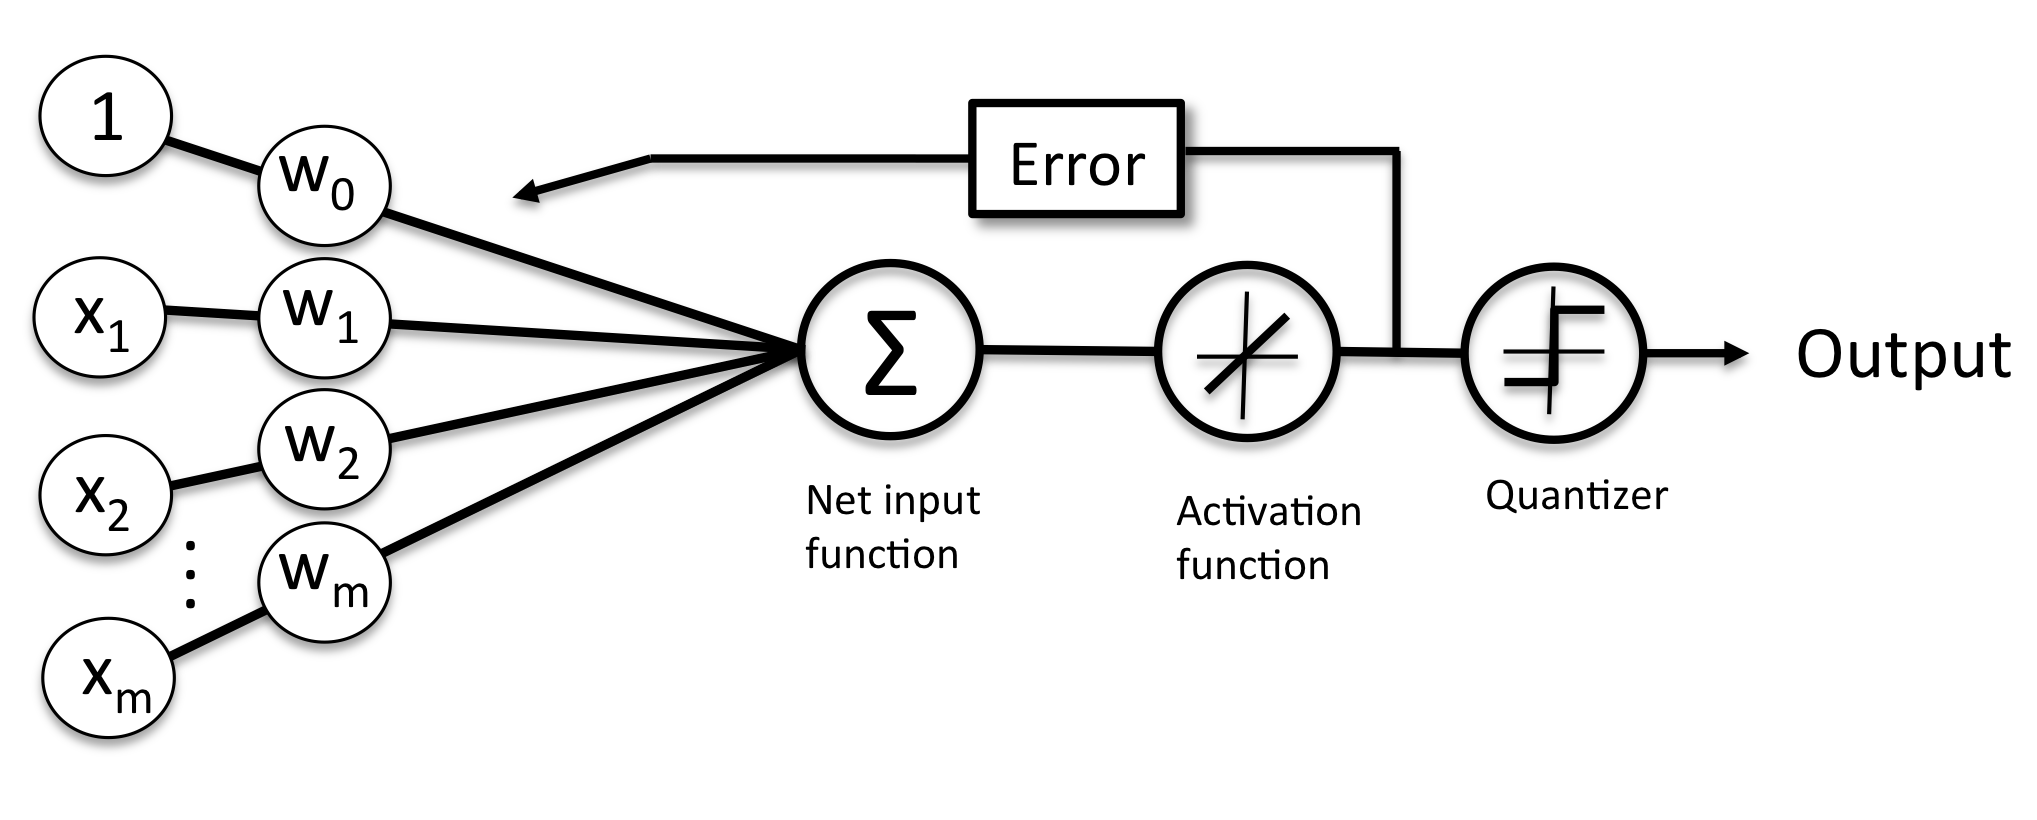 1
w0
Error
x1
w1
Σ
Output
x2
w2
Net input
function
Activation
function
Quantizer
wm
xm